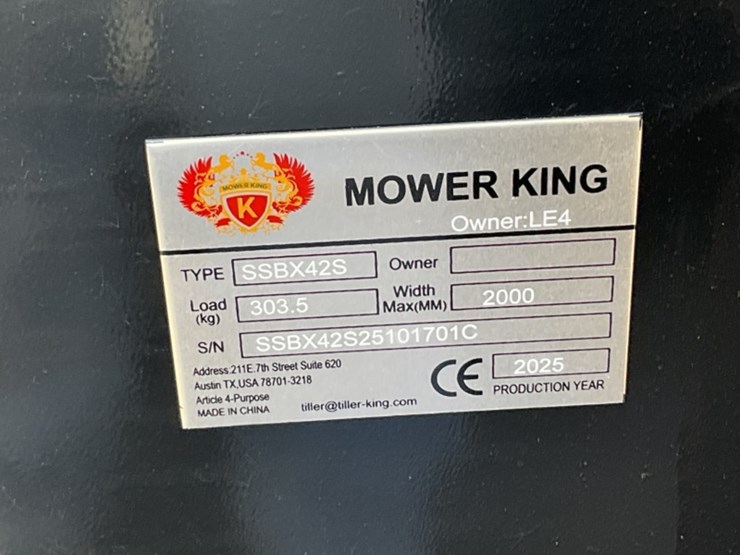 MOWER KING
K
MOWER KING
Owner:LE4
TYPE SSBX42S Owner
Load (kg) 303.5 Width Max(MM) 2000
S/N SSBX42S25101701C
Address:211E.7th Street Suite 620
Austin TX,USA 78701-3218
Article 4-Purpose
MADE IN CHINA
tiller@tiller-king.com
CE
2025
PRODUCTION YEAR